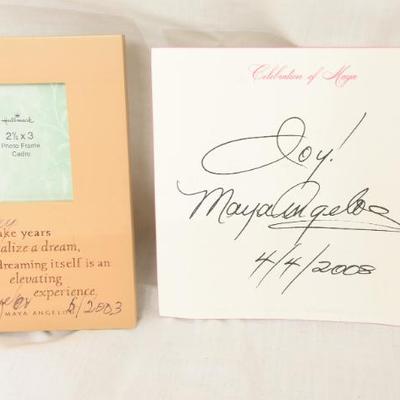 Hallmark
2½ x 3
Photo Frame
Cadro
ake years
alize a dream,
dreaming itself is an
elevating
experience.
MAYA ANGELOU
6/2003
Celebration of Maya
Joy!
Maya Angelou
4/4/2008